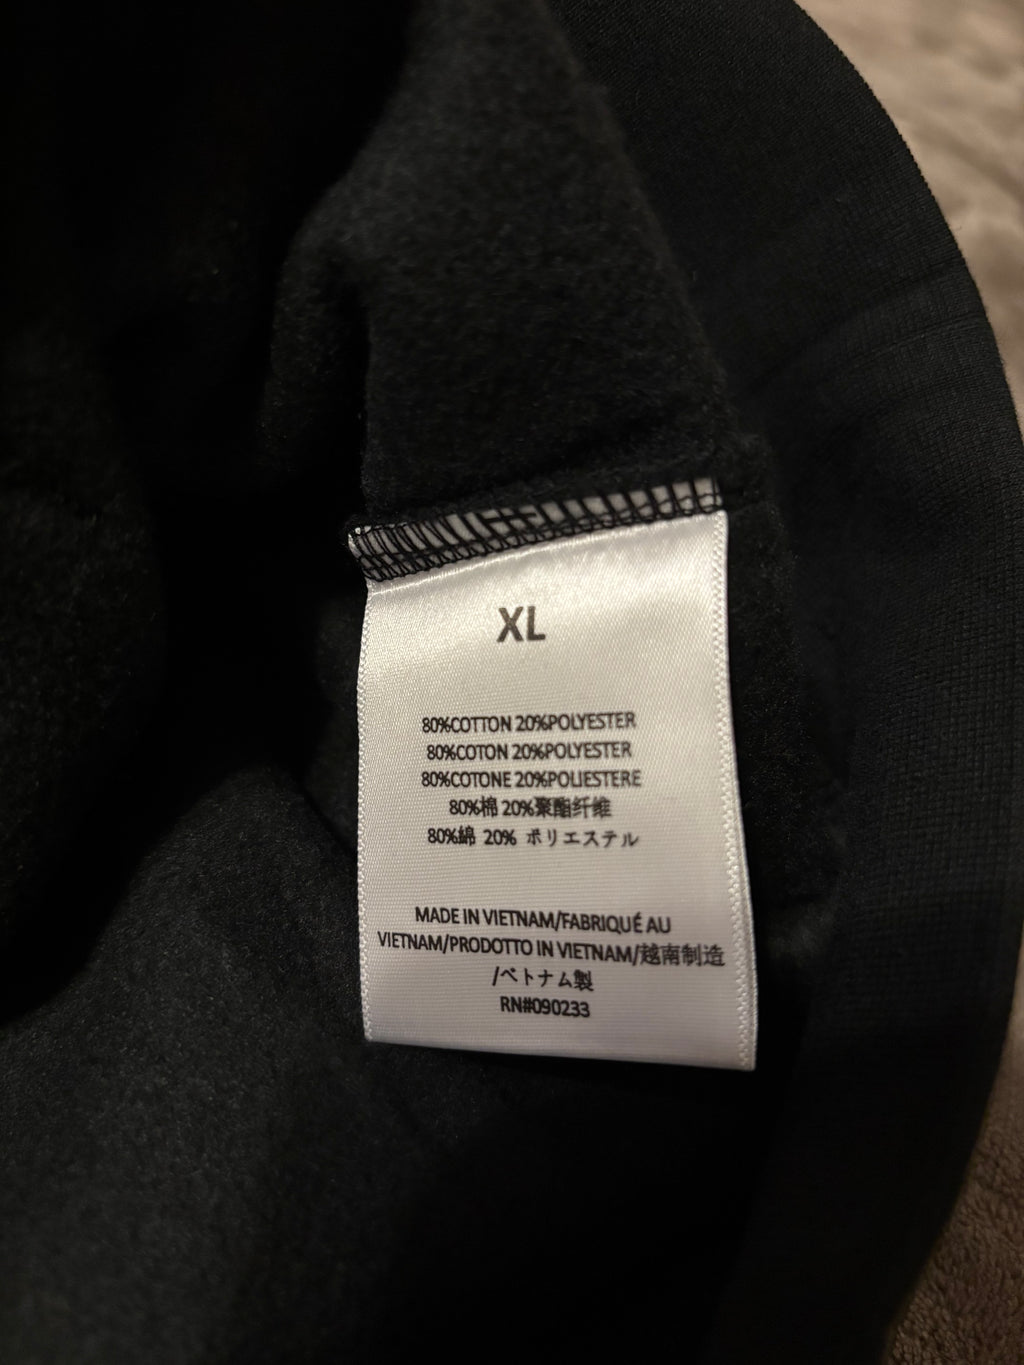 XL
80%COTTON 20%POLYESTER
80%COTON 20%POLYESTER
80%COTONE 20%POLIESTERE
80%棉 20%聚酯纤维
80%綿 20% ポリエステル
MADE IN VIETNAM/FABRIQUÉ AU
VIETNAM/PRODOTTO IN VIETNAM/越南制造
/ベトナム製
RN#090233